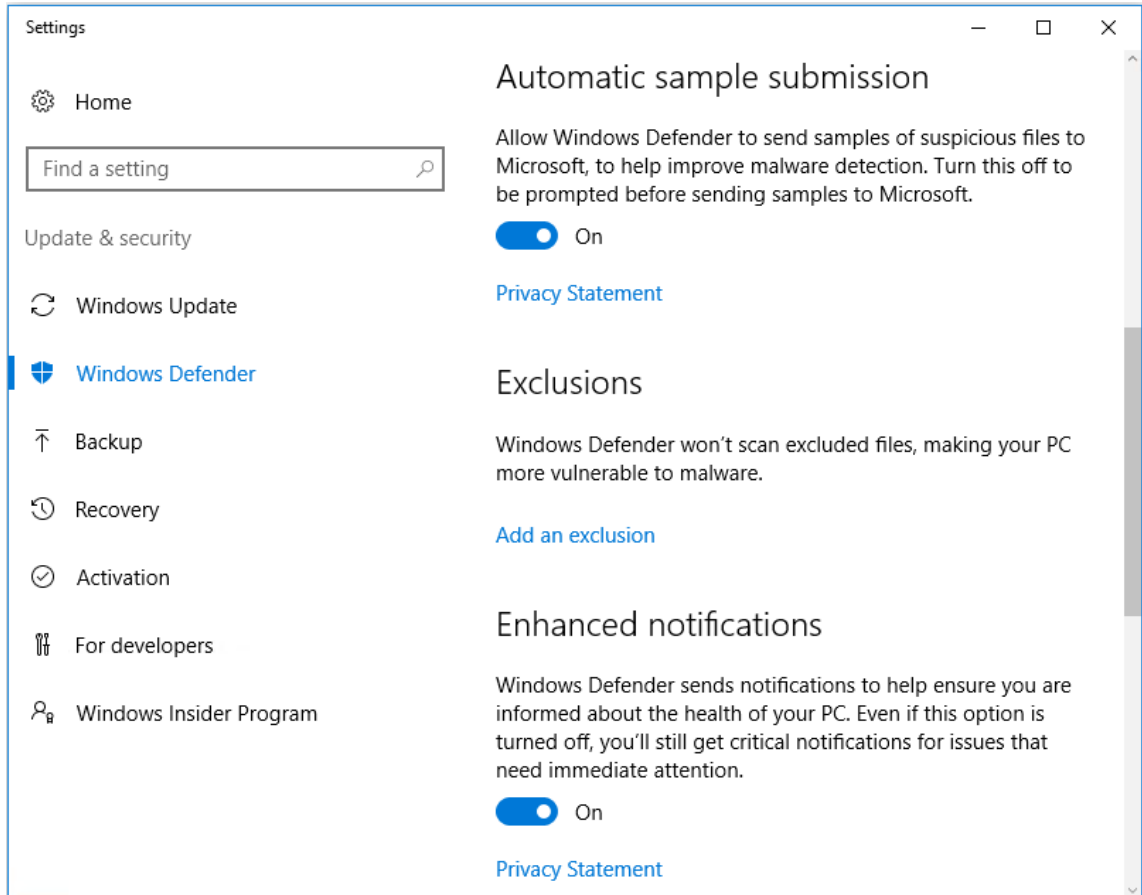 Settings
Home
Find a setting
Update & security
Windows Update
Windows Defender
Backup
Recovery
Activation
For developers
Windows Insider Program
Automatic sample submission
Allow Windows Defender to send samples of suspicious files to
Microsoft, to help improve malware detection. Turn this off to
be prompted before sending samples to Microsoft.
On
Privacy Statement
Exclusions
Windows Defender won’t scan excluded files, making your PC
more vulnerable to malware.
Add an exclusion
Enhanced notifications
Windows Defender sends notifications to help ensure you are
informed about the health of your PC. Even if this option is
turned off, you’ll still get critical notifications for issues that
need immediate attention.
On
Privacy Statement